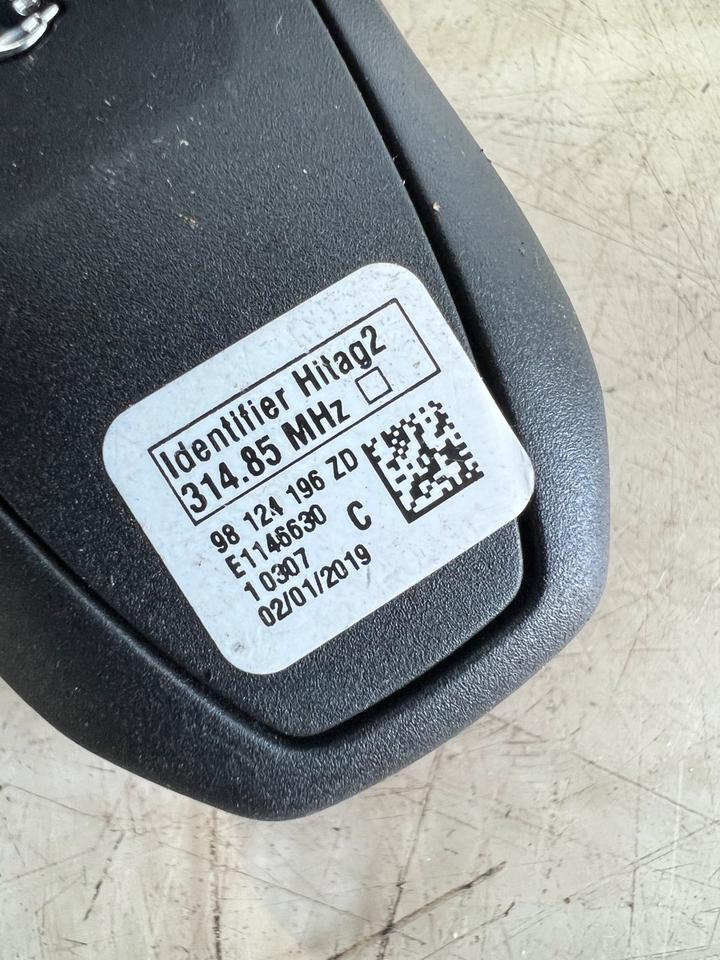 Identifier Hitag2
314.85 MHz
98 124 196 ZD
E1146630 C
1 0307
02/01/2019